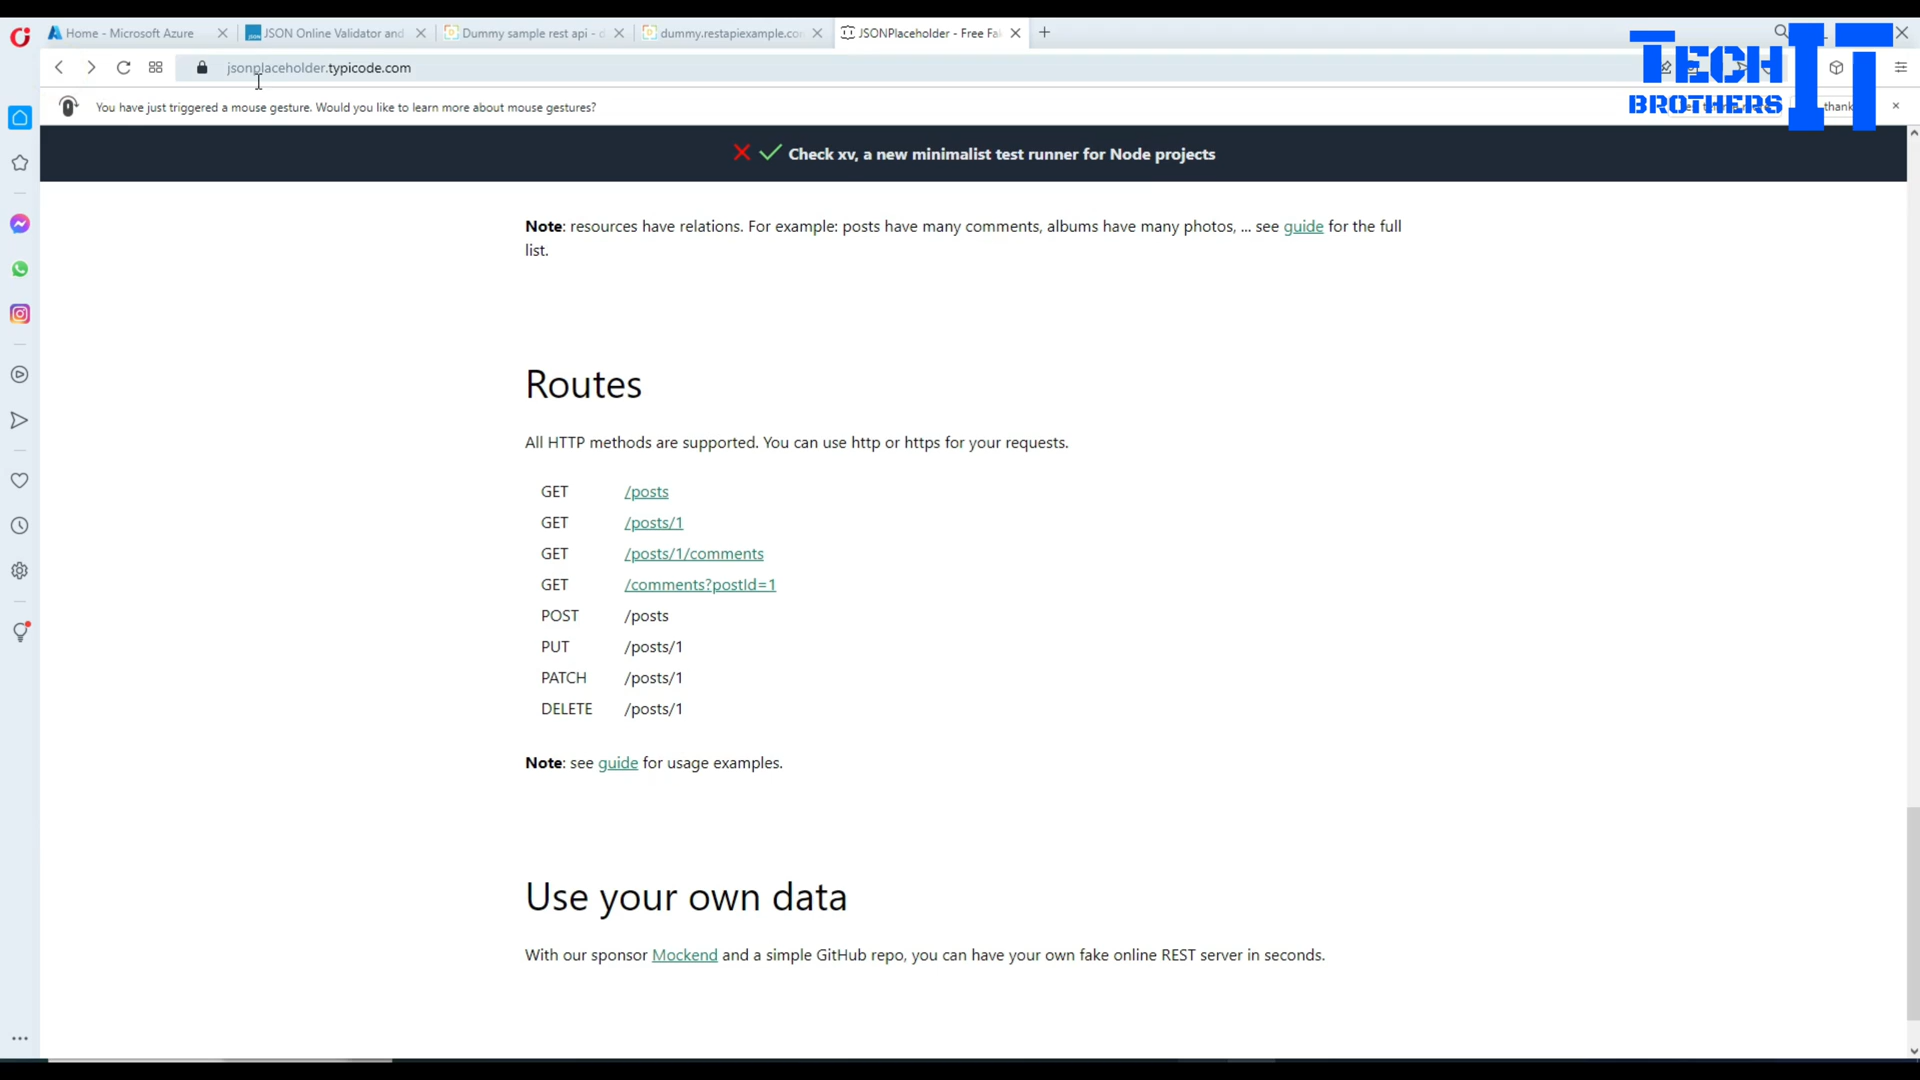 Home - Microsoft Azure
JSON Online Validator and
Dummy sample rest api - d
dummy.restapiexample.co
JSONPlaceholder - Free Fa
jsonplaceholder.typicode.com
You have just triggered a mouse gesture. Would you like to learn more about mouse gestures?
thank
TECH IT
BROTHERS
Check xv, a new minimalist test runner for Node projects
Note: resources have relations. For example: posts have many comments, albums have many photos, ... see guide for the full
list.
Routes
All HTTP methods are supported. You can use http or https for your requests.
GET /posts
GET /posts/1
GET /posts/1/comments
GET /comments?postId=1
POST /posts
PUT /posts/1
PATCH /posts/1
DELETE /posts/1
Note: see guide for usage examples.
Use your own data
With our sponsor Mockend and a simple GitHub repo, you can have your own fake online REST server in seconds.